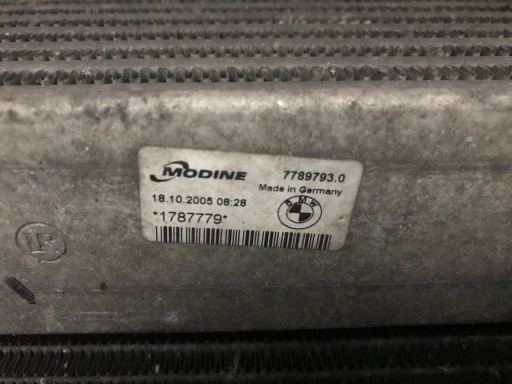 MODINE 7789793.0
Made in Germany
18.10.2005 08:28
BMW
*1787779*